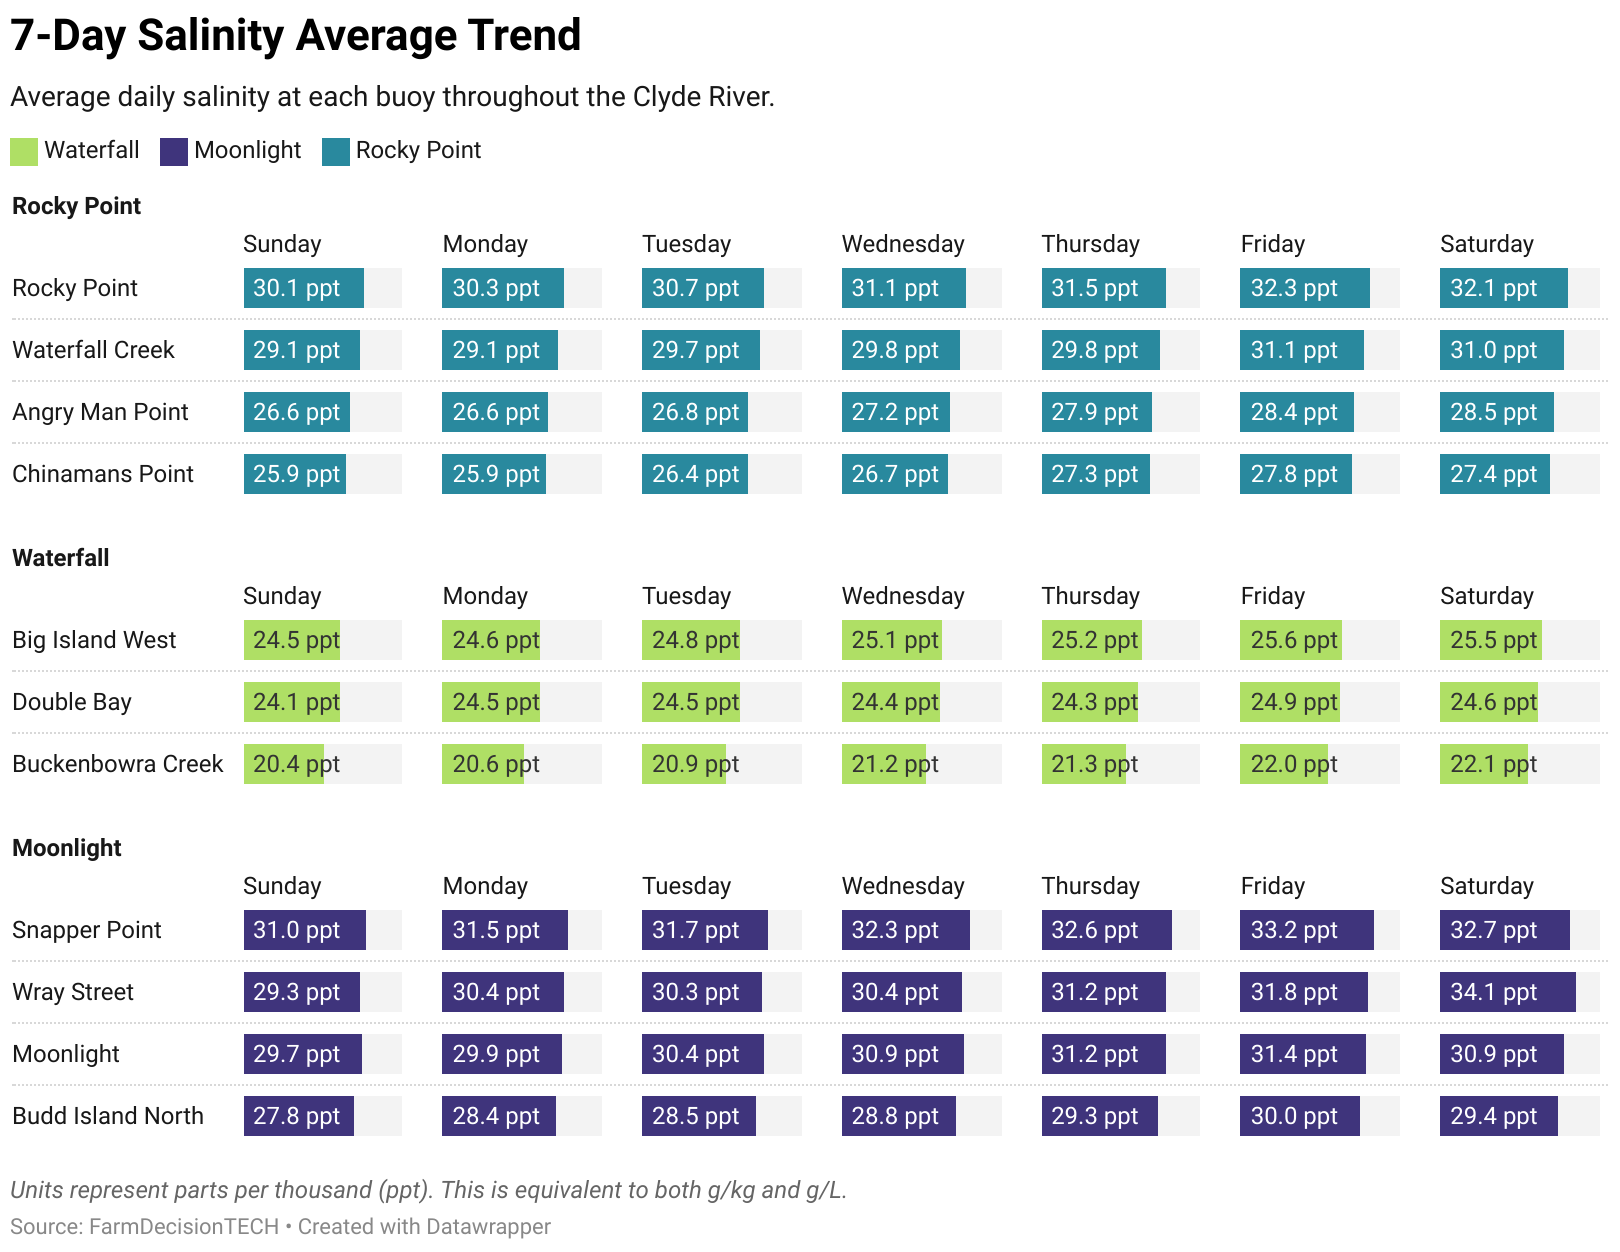 7-Day Salinity Average Trend
Average daily salinity at each buoy throughout the Clyde River.
Waterfall Moonlight Rocky Point
Rocky Point
Sunday Monday Tuesday Wednesday Thursday Friday Saturday
Rocky Point 30.1 ppt 30.3 ppt 30.7 ppt 31.1 ppt 31.5 ppt 32.3 ppt 32.1 ppt
Waterfall Creek 29.1 ppt 29.1 ppt 29.7 ppt 29.8 ppt 29.8 ppt 31.1 ppt 31.0 ppt
Angry Man Point 26.6 ppt 26.6 ppt 26.8 ppt 27.2 ppt 27.9 ppt 28.4 ppt 28.5 ppt
Chinamans Point 25.9 ppt 25.9 ppt 26.4 ppt 26.7 ppt 27.3 ppt 27.8 ppt 27.4 ppt
Waterfall
Sunday Monday Tuesday Wednesday Thursday Friday Saturday
Big Island West 24.5 ppt 24.6 ppt 24.8 ppt 25.1 ppt 25.2 ppt 25.6 ppt 25.5 ppt
Double Bay 24.1 ppt 24.5 ppt 24.5 ppt 24.4 ppt 24.3 ppt 24.9 ppt 24.6 ppt
Buckenbowra Creek 20.4 ppt 20.6 ppt 20.9 ppt 21.2 ppt 21.3 ppt 22.0 ppt 22.1 ppt
Moonlight
Sunday Monday Tuesday Wednesday Thursday Friday Saturday
Snapper Point 31.0 ppt 31.5 ppt 31.7 ppt 32.3 ppt 32.6 ppt 33.2 ppt 32.7 ppt
Wray Street 29.3 ppt 30.4 ppt 30.3 ppt 30.4 ppt 31.2 ppt 31.8 ppt 34.1 ppt
Moonlight 29.7 ppt 29.9 ppt 30.4 ppt 30.9 ppt 31.2 ppt 31.4 ppt 30.9 ppt
Budd Island North 27.8 ppt 28.4 ppt 28.5 ppt 28.8 ppt 29.3 ppt 30.0 ppt 29.4 ppt
Units represent parts per thousand (ppt). This is equivalent to both g/kg and g/L.
Source: FarmDecisionTECH • Created with Datawrapper